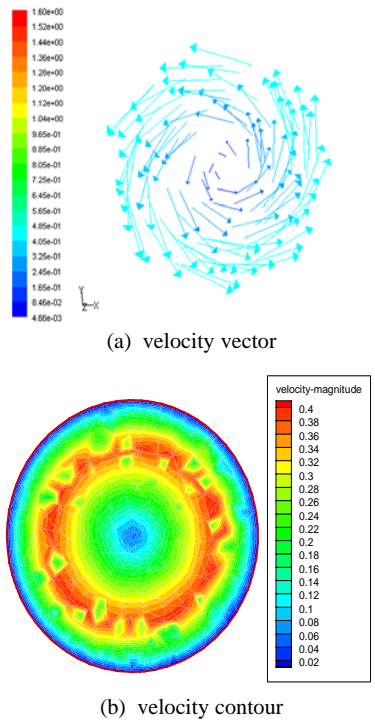 1.60e+00
1.52e+00
1.44e+00
1.36e+00
1.28e+00
1.20e+00
1.12e+00
1.04e+00
9.65e-01
8.85e-01
8.05e-01
7.25e-01
6.45e-01
5.65e-01
4.85e-01
4.05e-01
3.25e-01
2.45e-01
1.65e-01
8.46e-02
4.66e-03
Y
Z X
(a) velocity vector
velocity-magnitude
0.4
0.38
0.36
0.34
0.32
0.3
0.28
0.26
0.24
0.22
0.2
0.18
0.16
0.14
0.12
0.1
0.08
0.06
0.04
0.02
(b) velocity contour